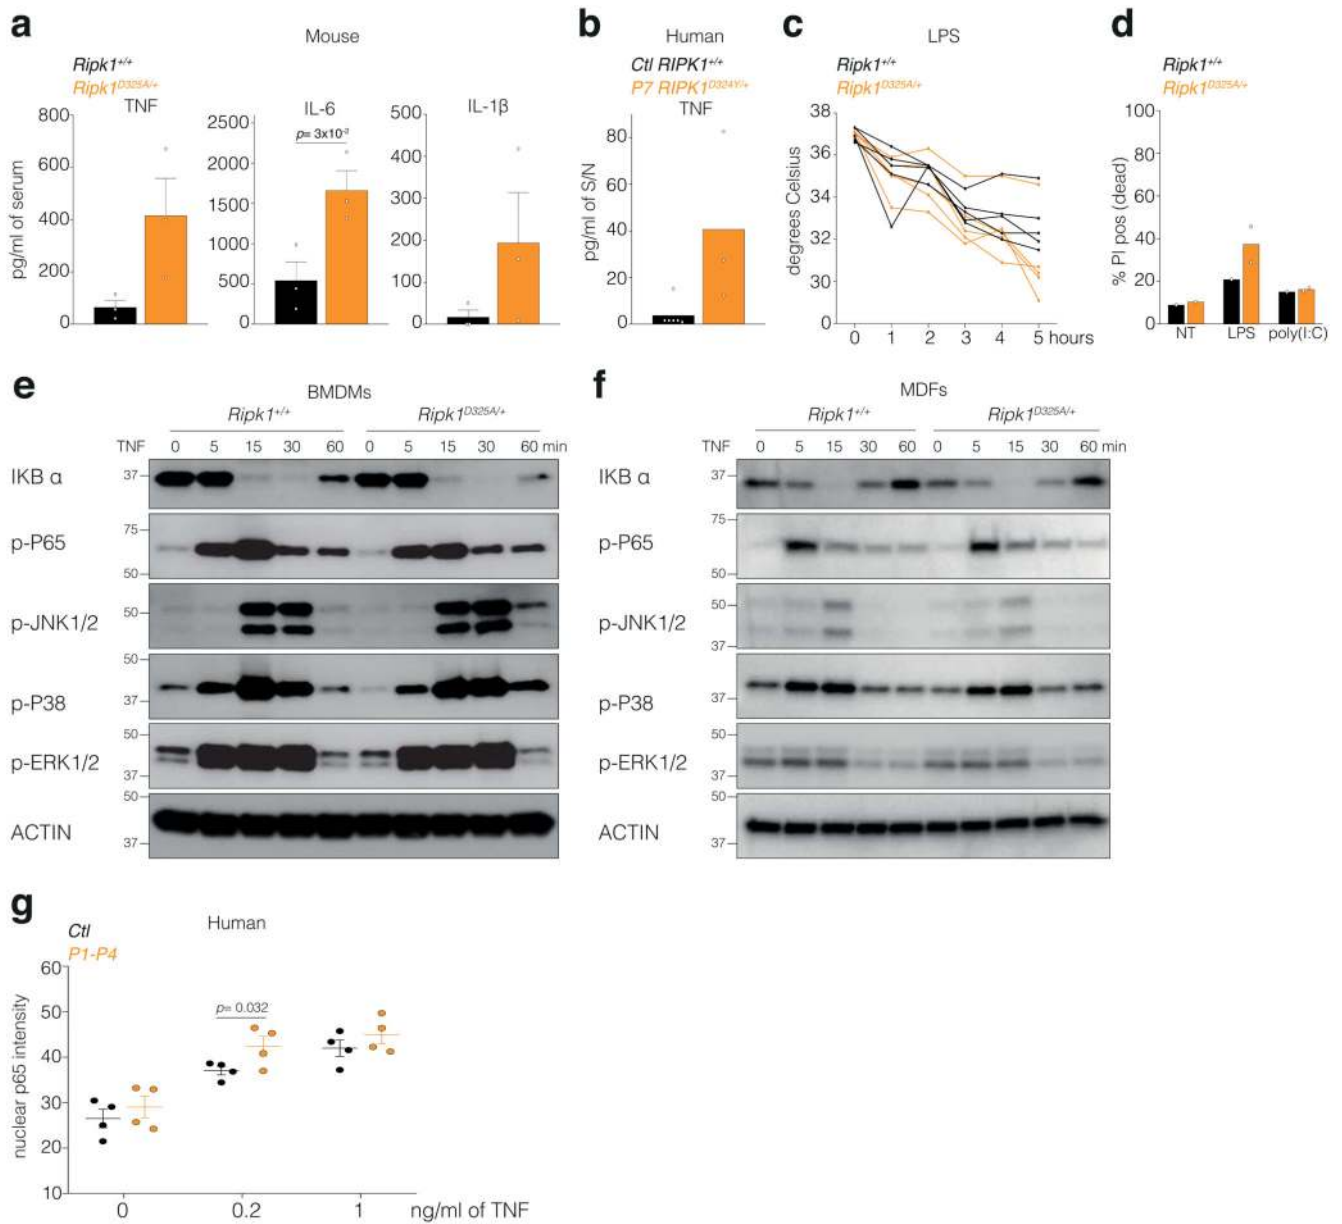 a
Mouse
Ripk1+/+
Ripk1D325A/+
TNF
IL-6
IL-1β
p= 3x10-2
pg/ml of serum
800
600
400
200
0
2500
2000
1500
1000
500
0
500
400
300
200
100
0
b
Human
Ctl RIPK1+/+
P7 RIPK1D324Y/+
TNF
pg/ml of S/N
80
60
40
20
0
c
LPS
Ripk1+/+
Ripk1D325A/+
degrees Celsius
38
36
34
32
30
0
0 1 2 3 4 5 hours
d
Ripk1+/+
Ripk1D325A/+
% PI pos (dead)
100
80
60
40
20
0
NT LPS poly(I:C)
e
BMDMs
Ripk1+/+ Ripk1D325A/+
TNF 0 5 15 30 60 0 5 15 30 60 min
IKB α 37
p-P65 75 50
p-JNK1/2 50
p-P38 50 37
p-ERK1/2 50 37
ACTIN 50 37
f
MDFs
Ripk1+/+ Ripk1D325A/+
TNF 0 5 15 30 60 0 5 15 30 60 min
IKB α 37
p-P65 75 50
p-JNK1/2 50 37
p-P38 50 37
p-ERK1/2 50 37
ACTIN 50 37
g
Human
Ctl
P1-P4
p= 0.032
nuclear p65 intensity
60
50
40
30
20
10
0 0.2 1 ng/ml of TNF